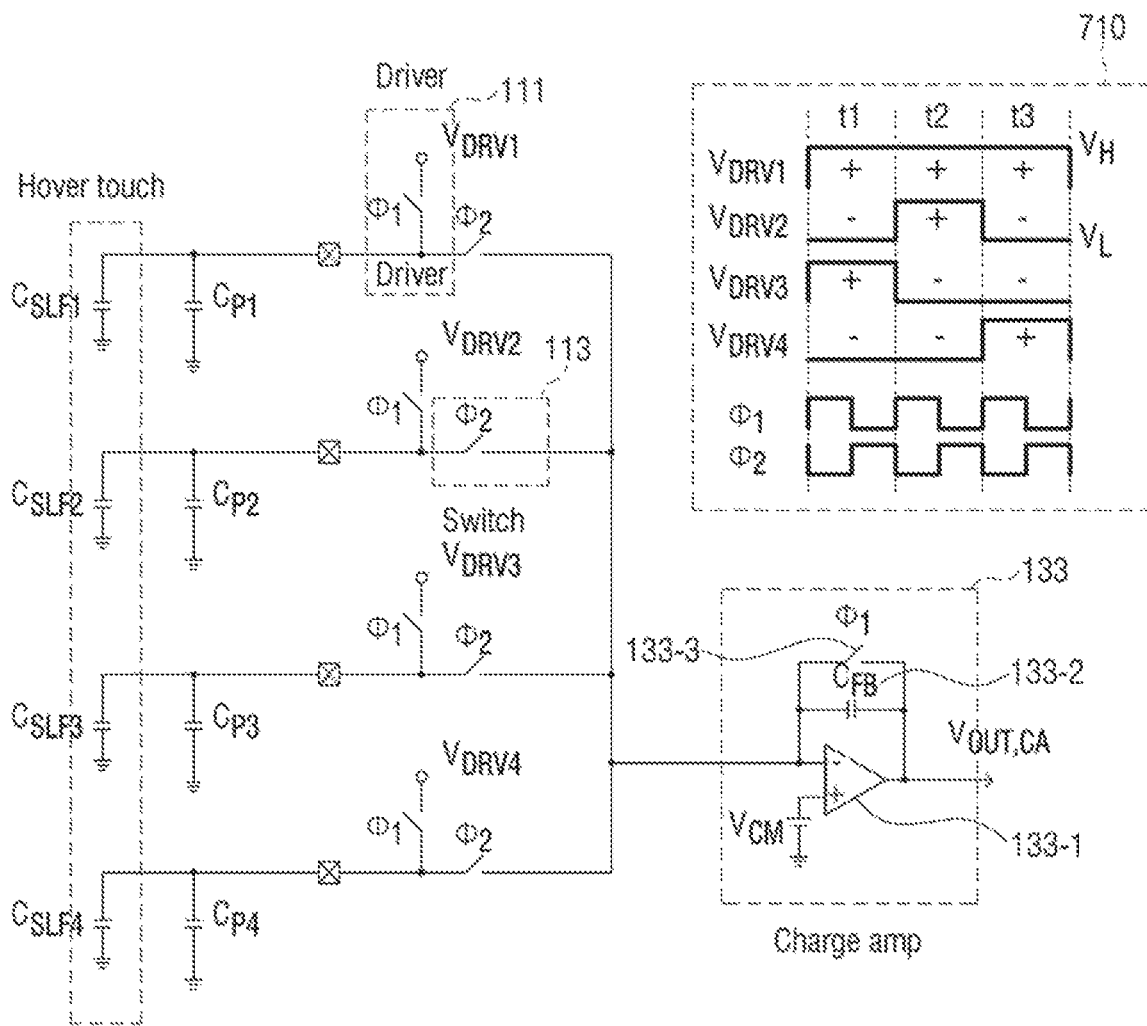 Driver
111
V_DRV1
Φ1
Φ2
Driver
Hover touch
C_SLF1
C_P1
V_DRV2
113
Φ1
Φ2
C_SLF2
C_P2
Switch
V_DRV3
Φ1
Φ2
C_SLF3
C_P3
V_DRV4
Φ1
Φ2
C_SLF4
C_P4
710
t1 t2 t3
V_DRV1 + + + V_H
V_DRV2 - + - V_L
V_DRV3 + - -
V_DRV4 - - +
Φ1
Φ2
133
Φ1
133-3
C_FB
133-2
V_OUT,CA
-
+
V_CM
133-1
Charge amp